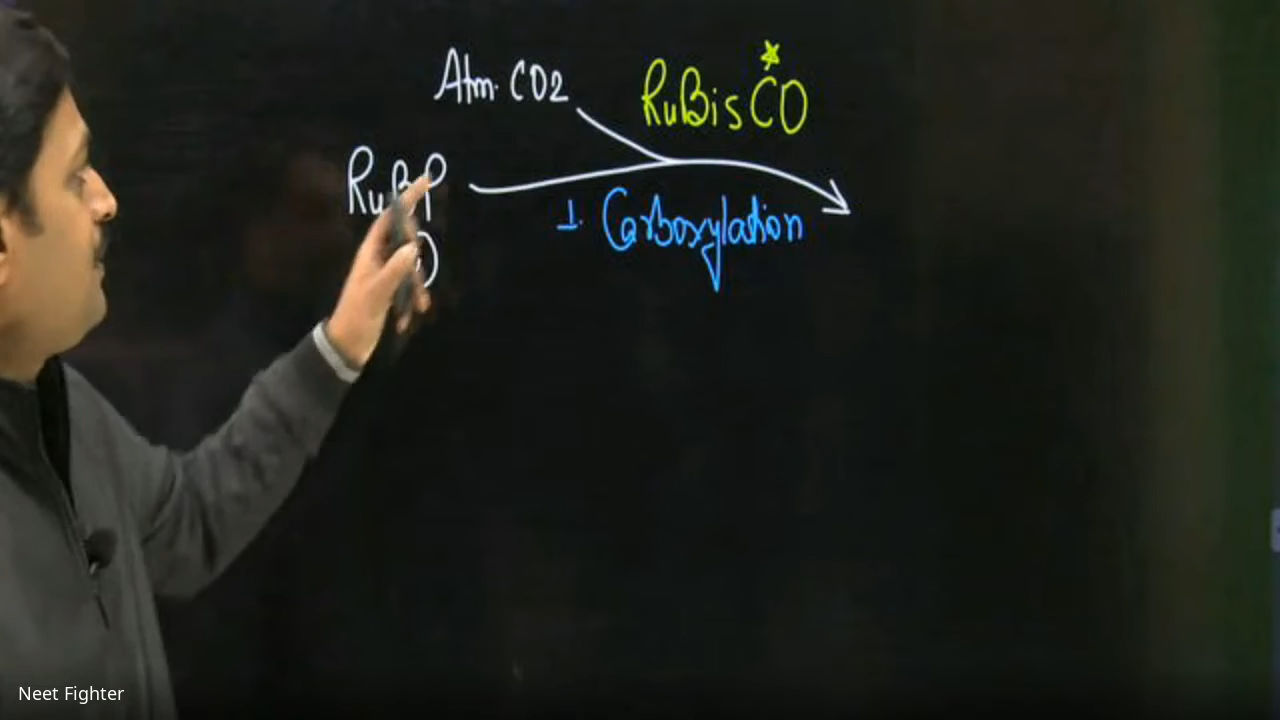 Atm. CO2
RuBisCO
RuBP
1. Carboxylation
Neet Fighter